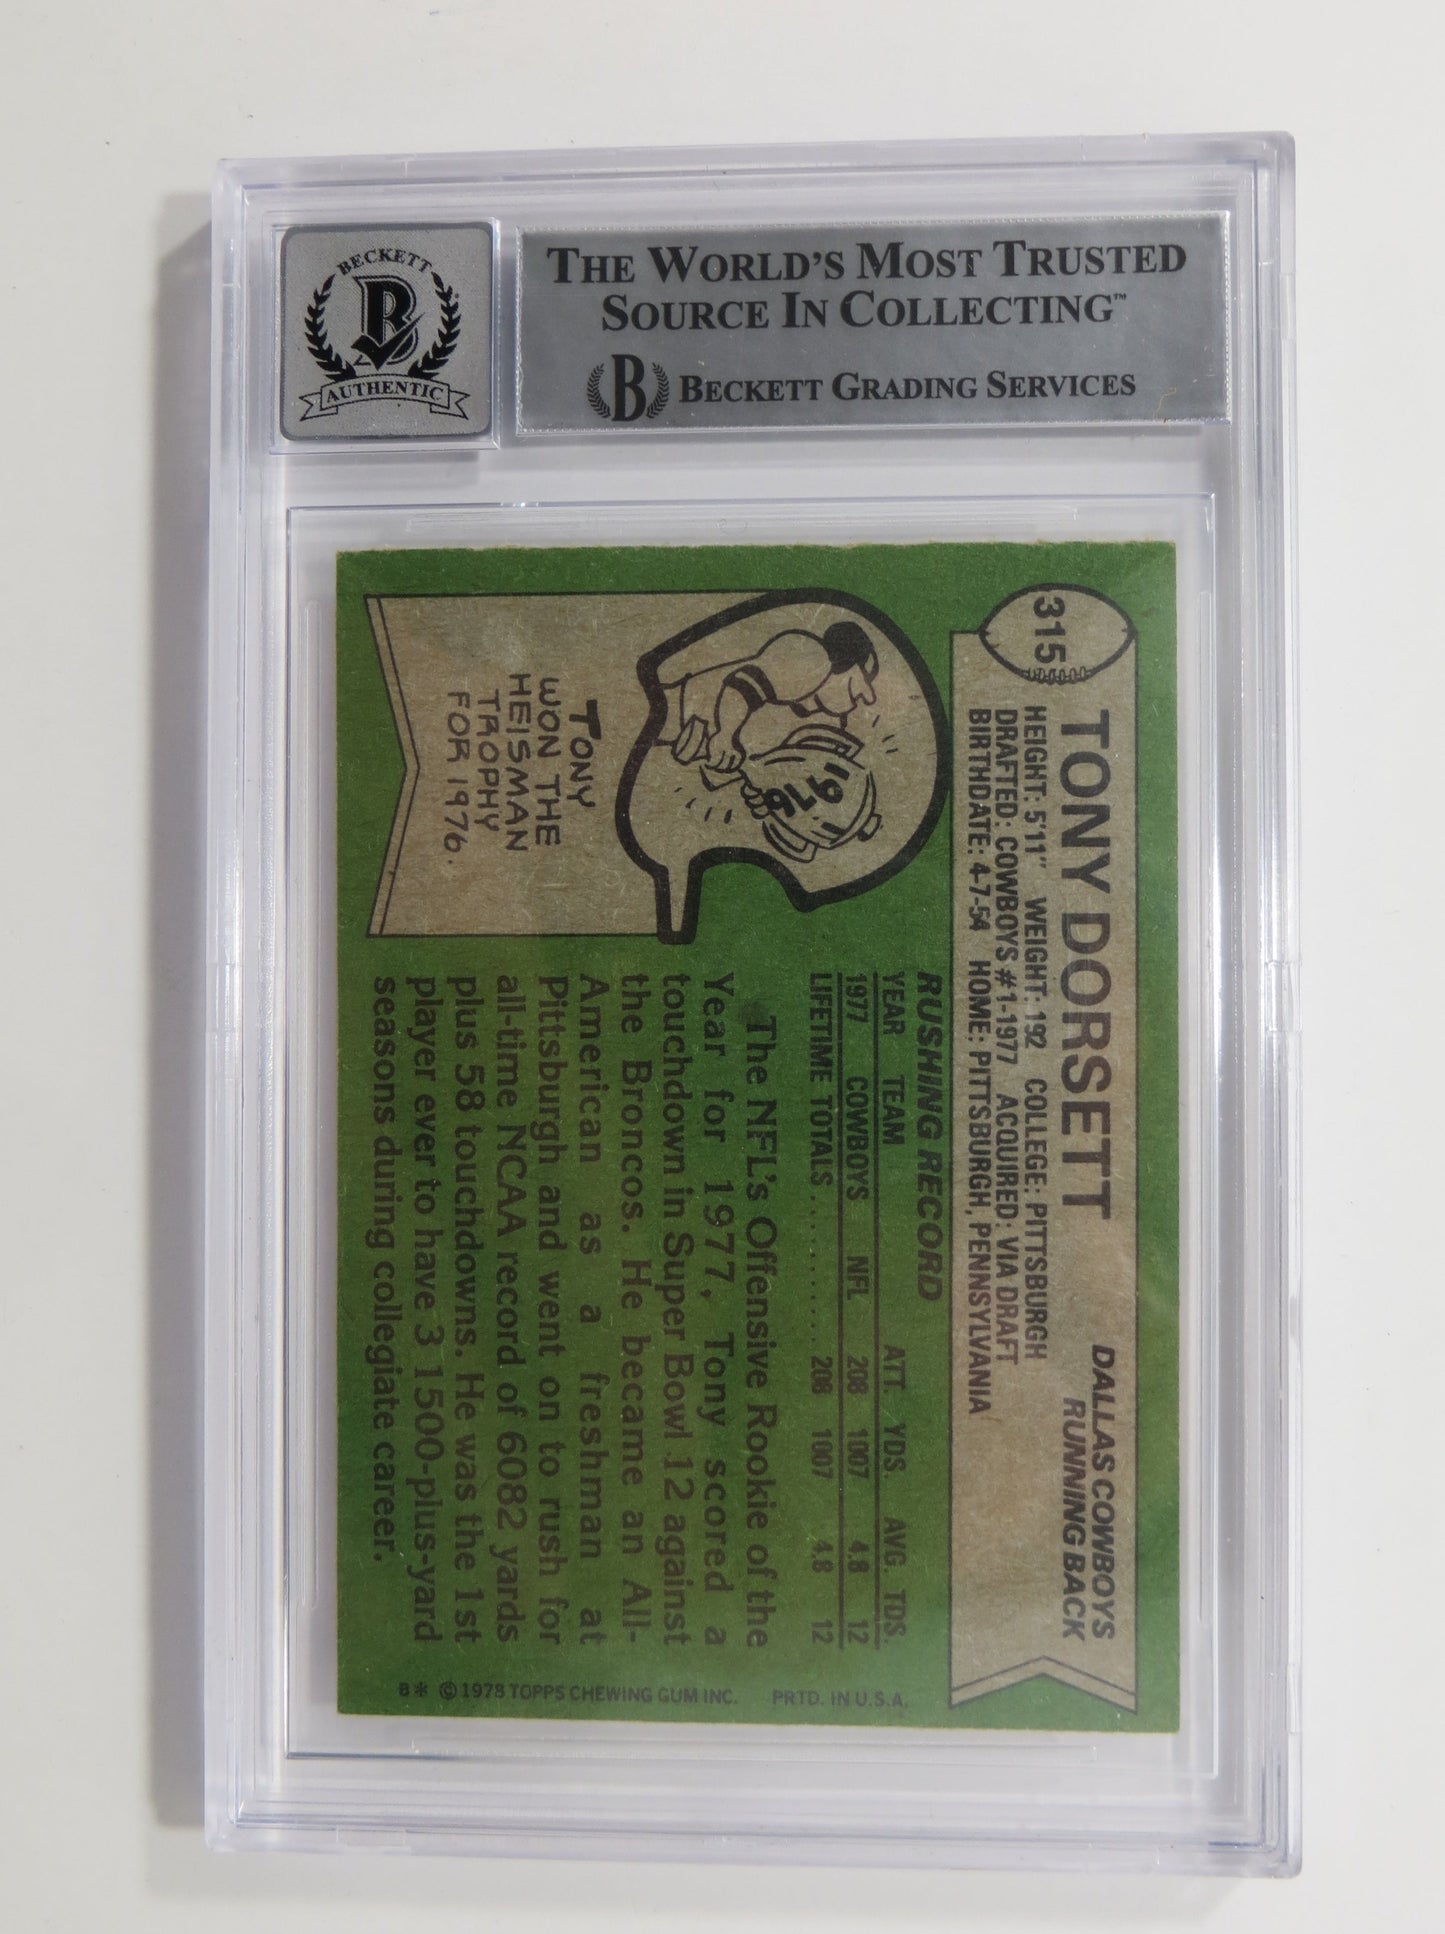 BECKETT
B
AUTHENTIC
THE WORLD'S MOST TRUSTED
SOURCE IN COLLECTING™
B BECKETT GRADING SERVICES
315
TONY DORSETT
DALLAS COWBOYS
RUNNING BACK
HEIGHT: 5'11" WEIGHT: 192 COLLEGE: PITTSBURGH
DRAFTED: COWBOYS #1-1977 ACQUIRED: VIA DRAFT
BIRTHDATE: 4-7-54 HOME: PITTSBURGH, PENNSYLVANIA
1976
TONY
WON THE
HEISMAN
TROPHY
FOR 1976.
RUSHING RECORD
YEAR TEAM ATT. YDS. AVG. TDS.
1977 COWBOYS NFL 208 1007 4.8 12
LIFETIME TOTALS .......... 208 1007 4.8 12
The NFL's Offensive Rookie of the
Year for 1977, Tony scored a
touchdown in Super Bowl 12 against
the Broncos. He became an All-
American as a freshman at
Pittsburgh and went on to rush for
all-time NCAA record of 6082 yards
plus 58 touchdowns. He was the 1st
player ever to have 3 1500-plus-yard
seasons during collegiate career.
B* © 1978 TOPPS CHEWING GUM INC. PRTD. IN U.S.A.